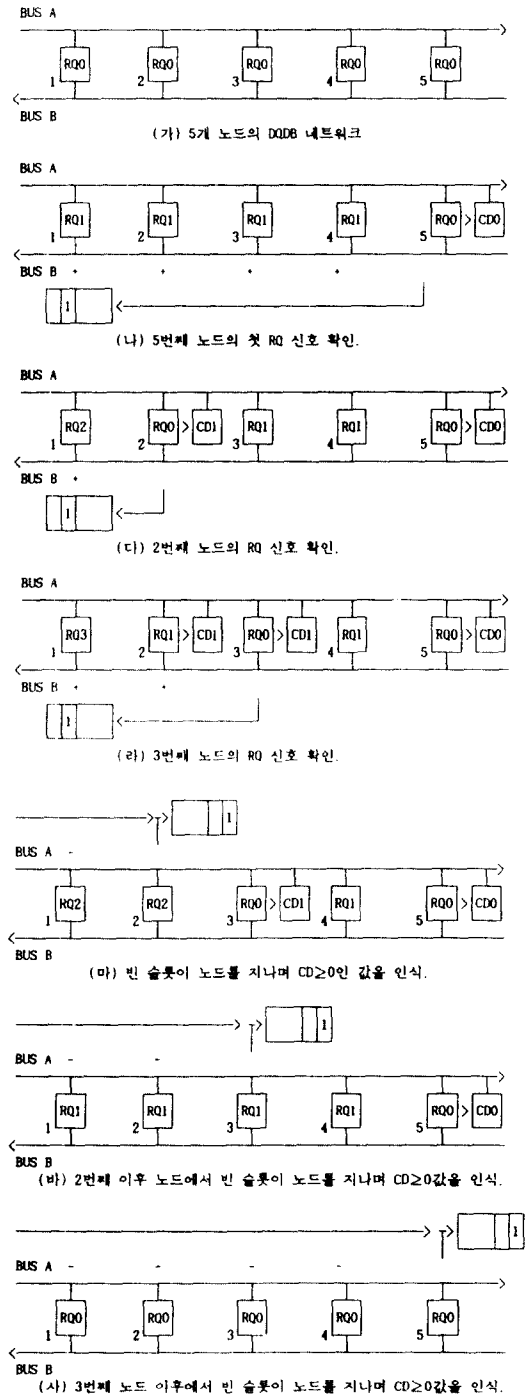 BUS A
RQ0 RQ0 RQ0 RQ0 RQ0
1 2 3 4 5
BUS B
(가) 5개 노드의 DQDB 네트워크
BUS A
RQ1 RQ1 RQ1 RQ1 RQ0 > CD0
1 2 3 4 5
BUS B + + + +
1
(나) 5번째 노드의 첫 RQ 신호 확인.
BUS A
RQ2 RQ0 > CD1 RQ1 RQ1 RQ0 > CD0
1 2 3 4 5
BUS B +
1
(다) 2번째 노드의 RQ 신호 확인.
BUS A
RQ3 RQ1 > CD1 RQ0 > CD1 RQ1 RQ0 > CD0
1 2 3 4 5
BUS B + +
1
(라) 3번째 노드의 RQ 신호 확인.
1
BUS A -
RQ2 RQ2 RQ0 > CD1 RQ1 RQ0 > CD0
1 2 3 4 5
BUS B
(마) 빈 슬롯이 노드를 지나며 CD≥0인 값을 인식.
1
BUS A - -
RQ1 RQ1 RQ1 RQ1 RQ0 > CD0
1 2 3 4 5
BUS B
(바) 2번째 이후 노드에서 빈 슬롯이 노드를 지나며 CD≥0값을 인식.
1
BUS A - - - -
RQ0 RQ0 RQ0 RQ0 RQ0
1 2 3 4 5
BUS B
(사) 3번째 노드 이후에서 빈 슬롯이 노드를 지나며 CD≥0값을 인식.